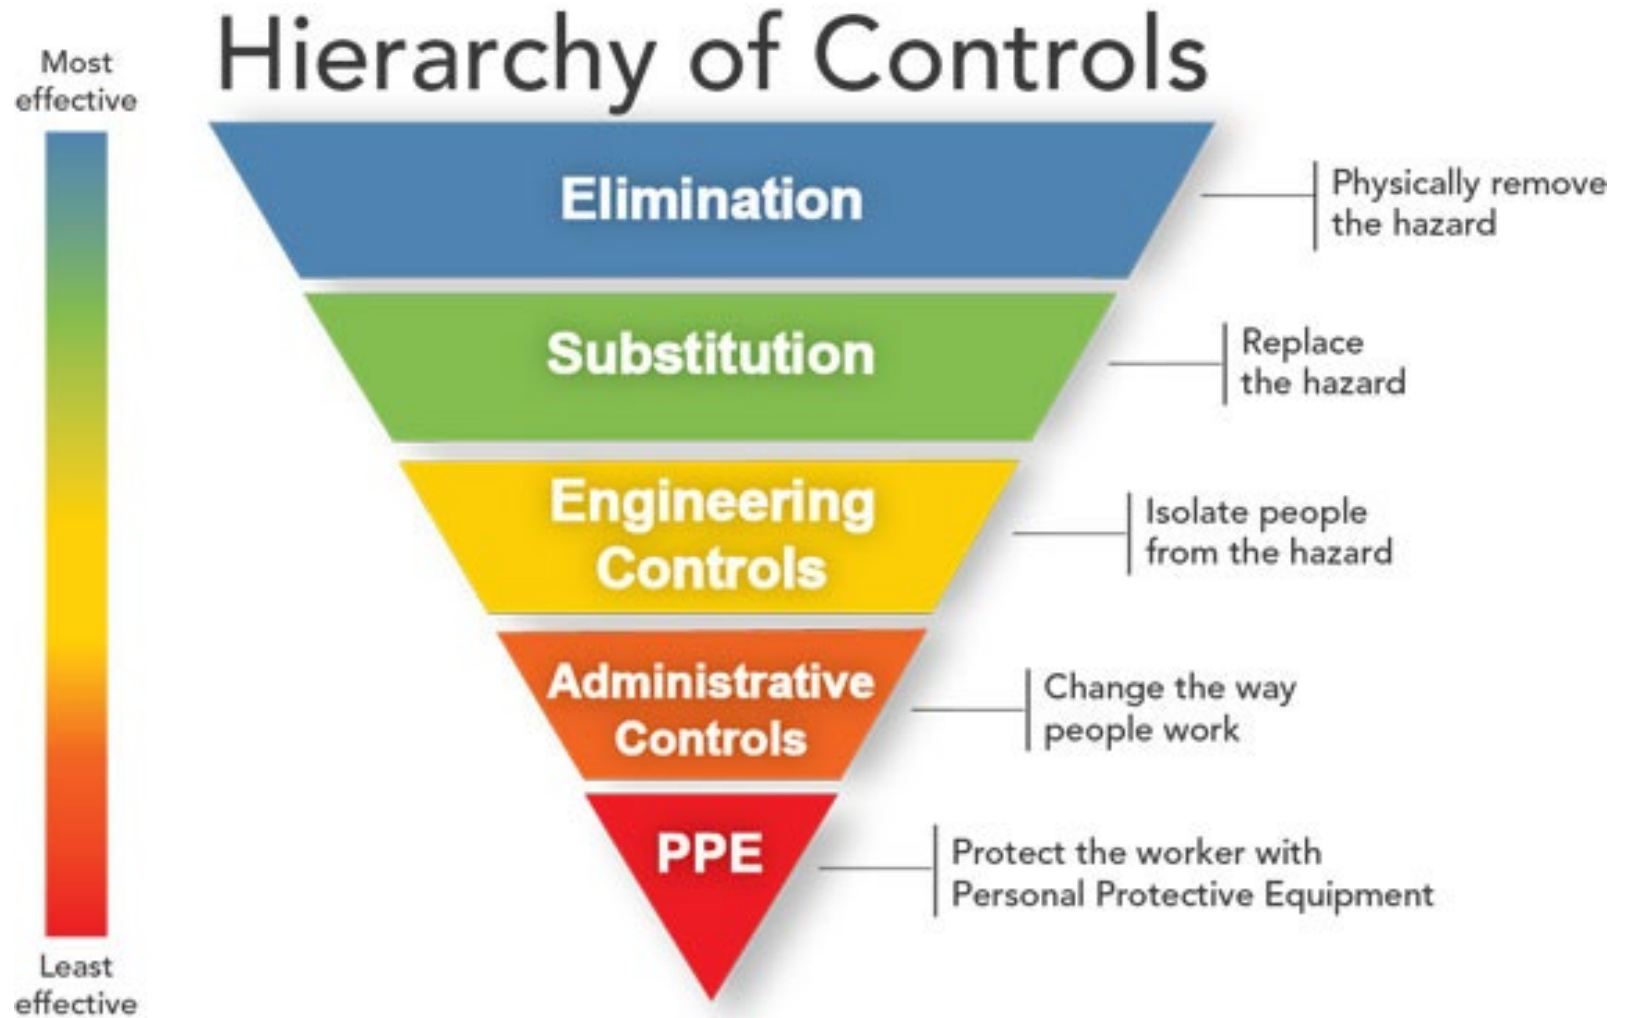 Hierarchy of Controls
Most
effective
Elimination
Physically remove
the hazard
Substitution
Replace
the hazard
Engineering
Controls
Isolate people
from the hazard
Administrative
Controls
Change the way
people work
PPE
Protect the worker with
Personal Protective Equipment
Least
effective